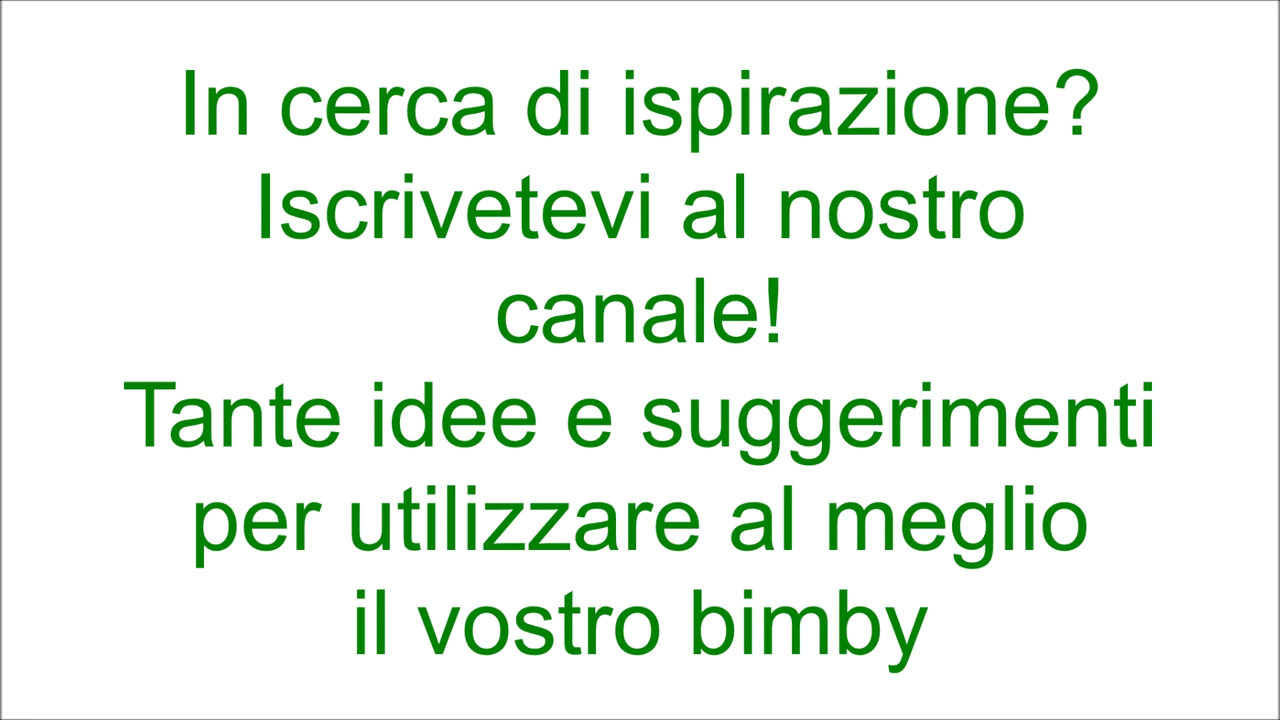 In cerca di ispirazione?
Iscrivetevi al nostro
canale!
Tante idee e suggerimenti
per utilizzare al meglio
il vostro bimby